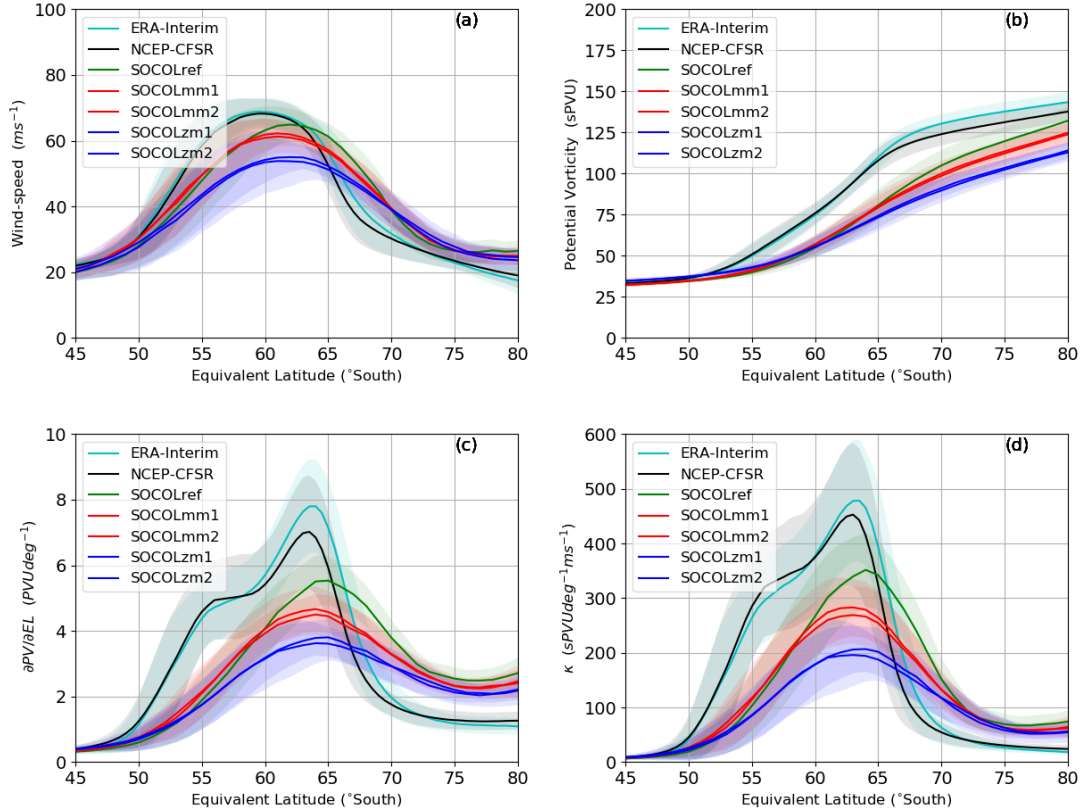 (a)
ERA-Interim
NCEP-CFSR
SOCOLref
SOCOLmm1
SOCOLmm2
SOCOLzm1
SOCOLzm2
Wind-speed (ms⁻¹)
100
80
60
40
20
0
45 50 55 60 65 70 75 80
Equivalent Latitude (°South)
(b)
ERA-Interim
NCEP-CFSR
SOCOLref
SOCOLmm1
SOCOLmm2
SOCOLzm1
SOCOLzm2
Potential Vorticity (sPVU)
200
175
150
125
100
75
50
25
0
45 50 55 60 65 70 75 80
Equivalent Latitude (°South)
(c)
ERA-Interim
NCEP-CFSR
SOCOLref
SOCOLmm1
SOCOLmm2
SOCOLzm1
SOCOLzm2
∂PV/∂EL (PVUdeg⁻¹)
10
8
6
4
2
0
45 50 55 60 65 70 75 80
Equivalent Latitude (°South)
(d)
ERA-Interim
NCEP-CFSR
SOCOLref
SOCOLmm1
SOCOLmm2
SOCOLzm1
SOCOLzm2
κ (sPVUdeg⁻¹ms⁻¹)
600
500
400
300
200
100
0
45 50 55 60 65 70 75 80
Equivalent Latitude (°South)